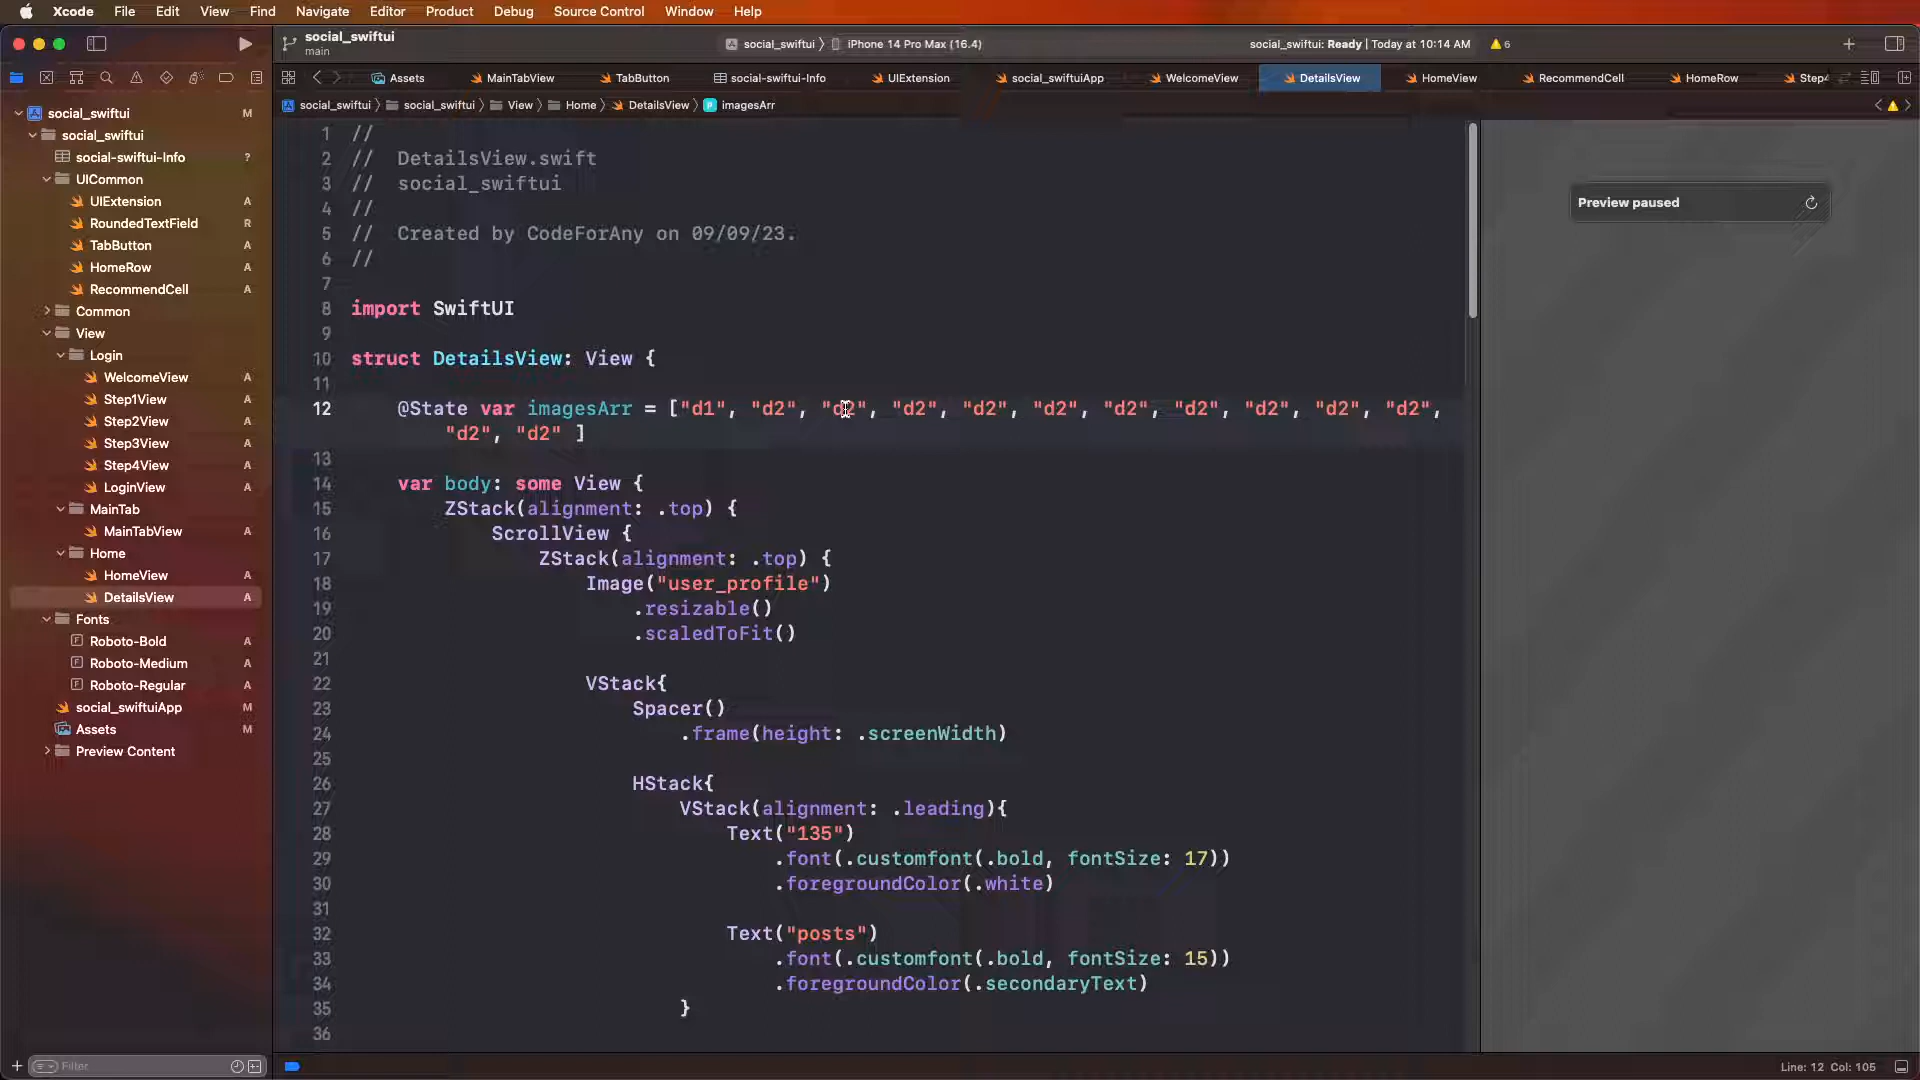 Xcode File Edit View Find Navigate Editor Product Debug Source Control Window Help
social_swiftui
main
social_swiftui iPhone 14 Pro Max (16.4)
social_swiftui: Ready | Today at 10:14 AM 6
Assets MainTabView TabButton social-swiftui-Info UIExtension social_swiftuiApp WelcomeView DetailsView HomeView RecommendCell HomeRow Step4
social_swiftui social_swiftui View Home DetailsView imagesArr
social_swiftui M
social_swiftui
social-swiftui-Info ?
UICommon
UIExtension A
RoundedTextField R
TabButton A
HomeRow A
RecommendCell A
Common
View
Login
WelcomeView A
Step1View A
Step2View A
Step3View A
Step4View A
LoginView A
MainTab
MainTabView A
Home
HomeView A
DetailsView A
Fonts
Roboto-Bold A
Roboto-Medium A
Roboto-Regular A
social_swiftuiApp M
Assets M
Preview Content
Filter
1 //
2 // DetailsView.swift
3 // social_swiftui
4 //
5 // Created by CodeForAny on 09/09/23.
6 //
7
8 import SwiftUI
9
10 struct DetailsView: View {
11
12 @State var imagesArr = ["d1", "d2", "d2", "d2", "d2", "d2", "d2", "d2", "d2", "d2", "d2",
"d2", "d2" ]
13
14 var body: some View {
15 ZStack(alignment: .top) {
16 ScrollView {
17 ZStack(alignment: .top) {
18 Image("user_profile")
19 .resizable()
20 .scaledToFit()
21
22 VStack{
23 Spacer()
24 .frame(height: .screenWidth)
25
26 HStack{
27 VStack(alignment: .leading){
28 Text("135")
29 .font(.customfont(.bold, fontSize: 17))
30 .foregroundColor(.white)
31
32 Text("posts")
33 .font(.customfont(.bold, fontSize: 15))
34 .foregroundColor(.secondaryText)
35 }
36
Preview paused
Line: 12 Col: 105